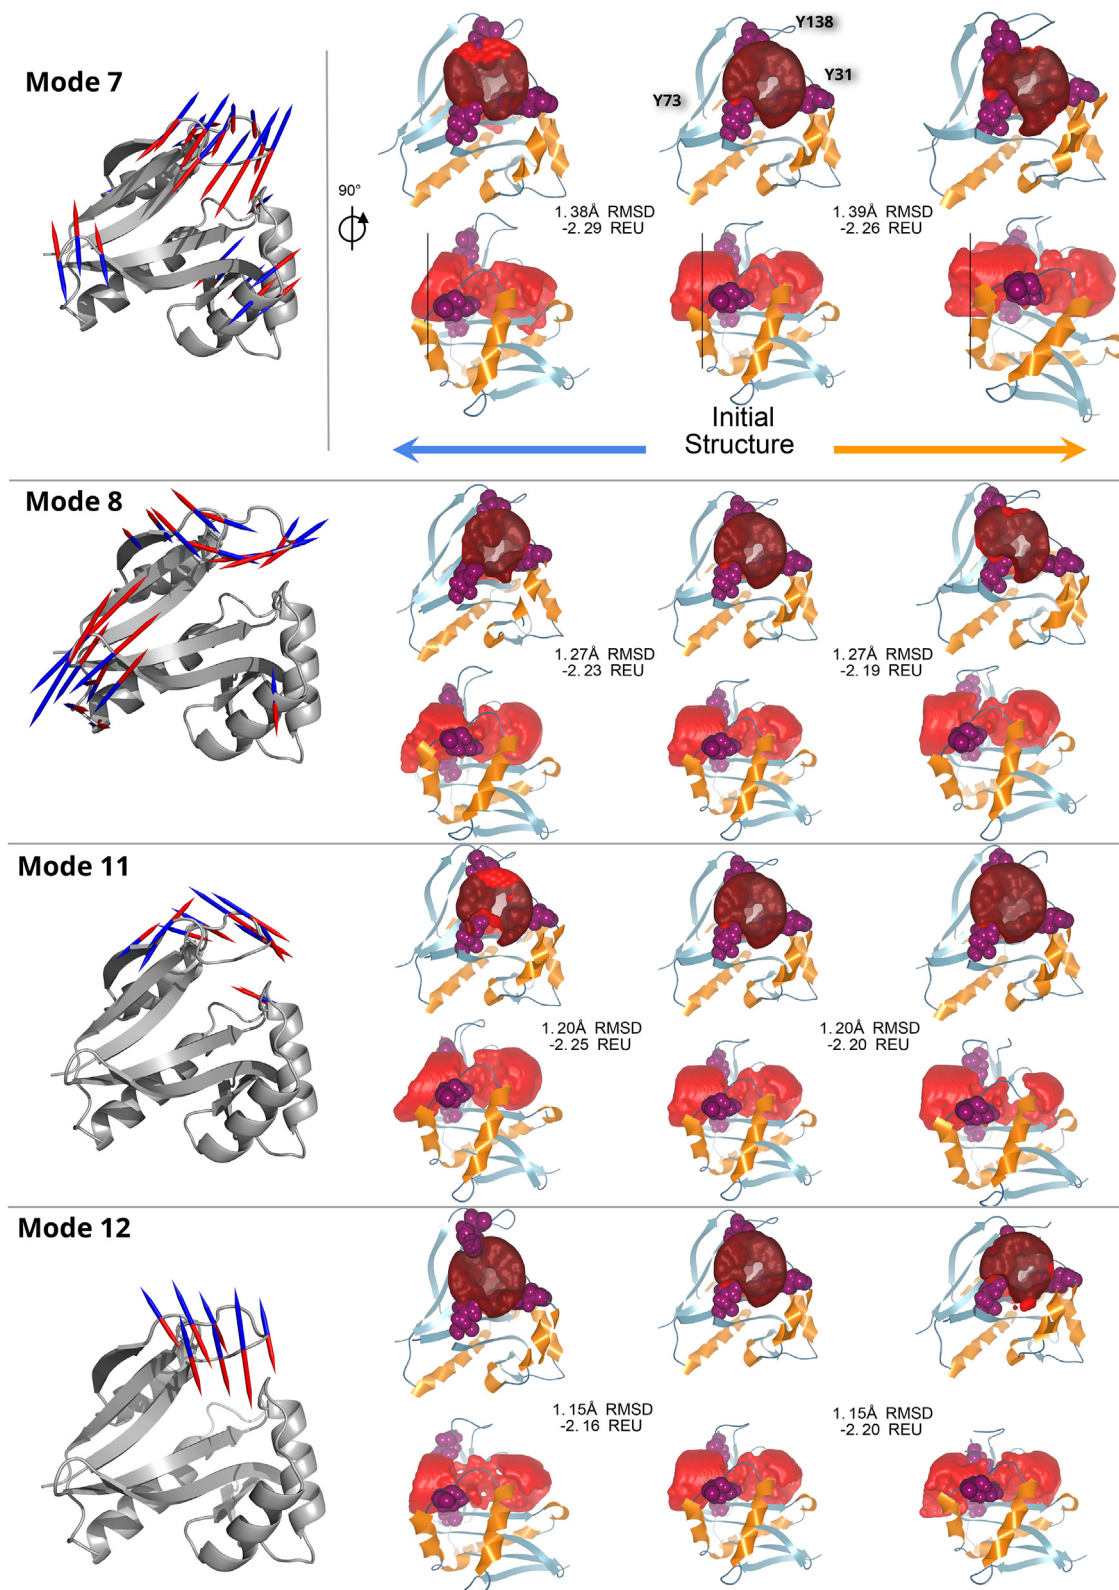 Mode 7
90°
Y138
Y31
Y73
1.38Å RMSD
-2.29 REU
1.39Å RMSD
-2.26 REU
Initial
Structure
Mode 8
1.27Å RMSD
-2.23 REU
1.27Å RMSD
-2.19 REU
Mode 11
1.20Å RMSD
-2.25 REU
1.20Å RMSD
-2.20 REU
Mode 12
1.15Å RMSD
-2.16 REU
1.15Å RMSD
-2.20 REU